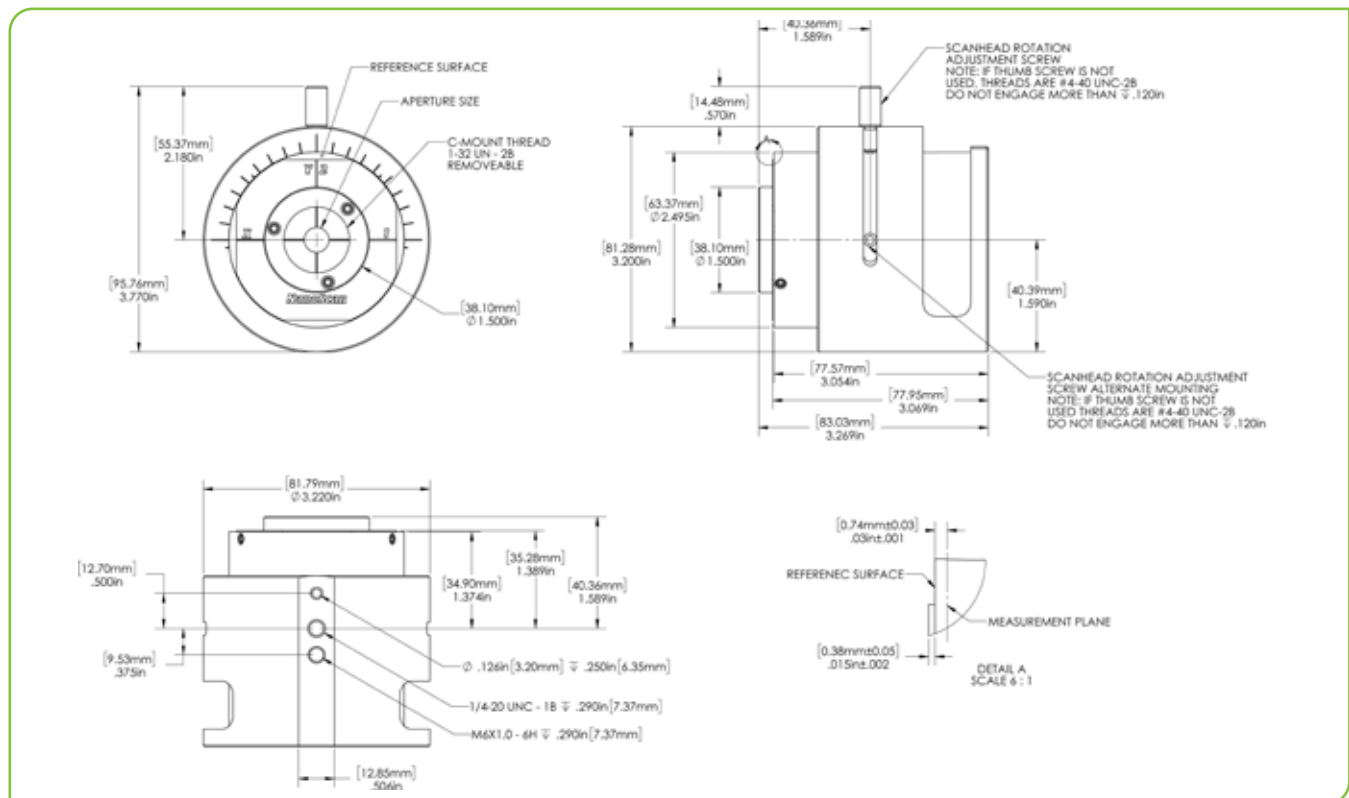 REFERENCE SURFACE
APERTURE SIZE
C-MOUNT THREAD
1-32 UN - 2B
REMOVEABLE
[55.37mm]
2.180in
[95.76mm]
3.770in
[38.10mm]
∅1.500in
Y 2
X 1
NanoScan
[40.36mm]
1.589in
SCANHEAD ROTATION
ADJUSTMENT SCREW
NOTE: IF THUMB SCREW IS NOT
USED, THREADS ARE #4-40 UNC-2B
DO NOT ENGAGE MORE THAN ↧ .120in
[14.48mm]
.570in
A
[63.37mm]
∅2.495in
[81.28mm]
3.200in
[38.10mm]
∅1.500in
[40.39mm]
1.590in
[77.57mm]
3.054in
[77.95mm]
3.069in
[83.03mm]
3.269in
SCANHEAD ROTATION ADJUSTMENT
SCREW ALTERNATE MOUNTING
NOTE: IF THUMB SCREW IS NOT
USED THREADS ARE #4-40 UNC-2B
DO NOT ENGAGE MORE THAN ↧ .120in
[81.79mm]
∅3.220in
[12.70mm]
.500in
[9.53mm]
.375in
[34.90mm]
1.374in
[35.28mm]
1.389in
[40.36mm]
1.589in
∅ .126in[3.20mm] ↧ .250in[6.35mm]
1/4-20 UNC - 1B ↧ .290in[7.37mm]
M6X1.0 - 6H ↧ .290in[7.37mm]
[12.85mm]
.506in
[0.74mm±0.03]
.03in±.001
REFERENEC SURFACE
MEASUREMENT PLANE
[0.38mm±0.05]
.015in±.002
DETAIL A
SCALE 6 : 1